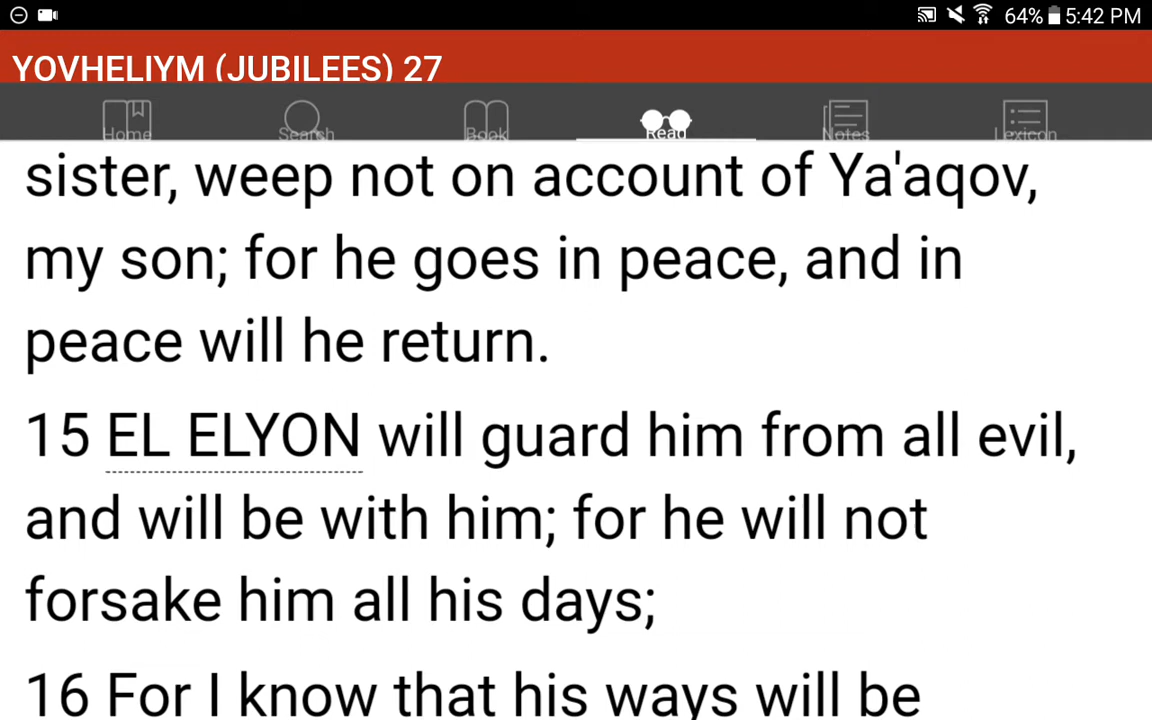 64% 5:42 PM
YOVHELIYM (JUBILEES) 27
Home Search Book Read Notes Lexicon
sister, weep not on account of Ya'aqov,
my son; for he goes in peace, and in
peace will he return.
15 EL ELYON will guard him from all evil,
and will be with him; for he will not
forsake him all his days;
16 For I know that his ways will be